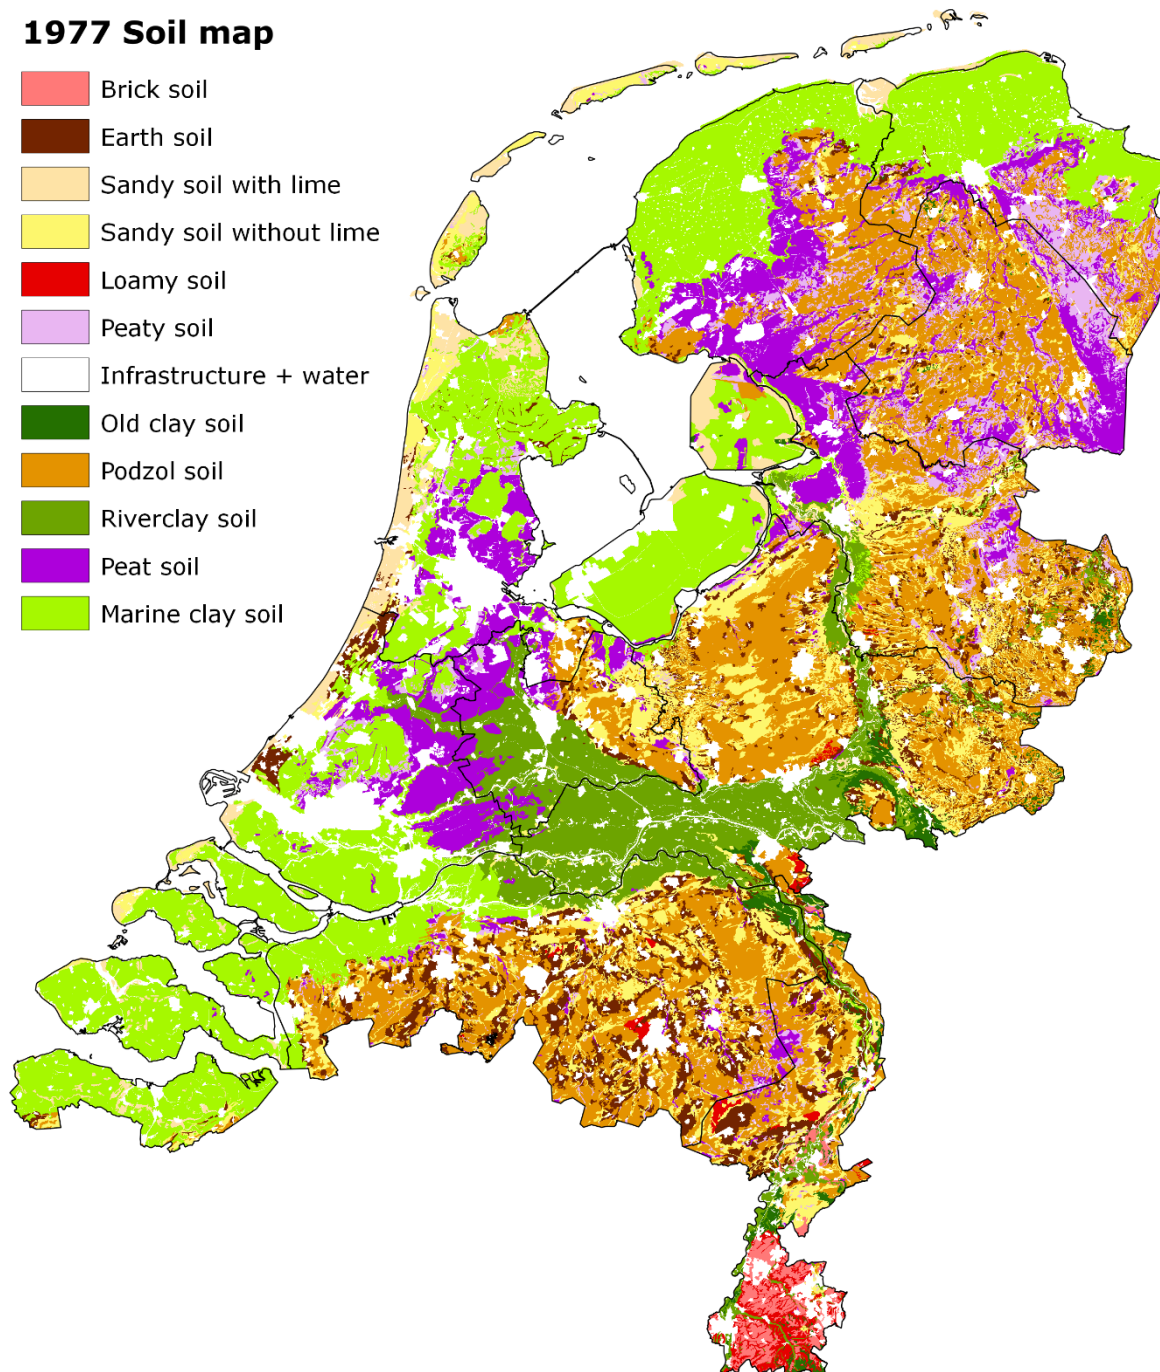 1977 Soil map
Brick soil
Earth soil
Sandy soil with lime
Sandy soil without lime
Loamy soil
Peaty soil
Infrastructure + water
Old clay soil
Podzol soil
Riverclay soil
Peat soil
Marine clay soil